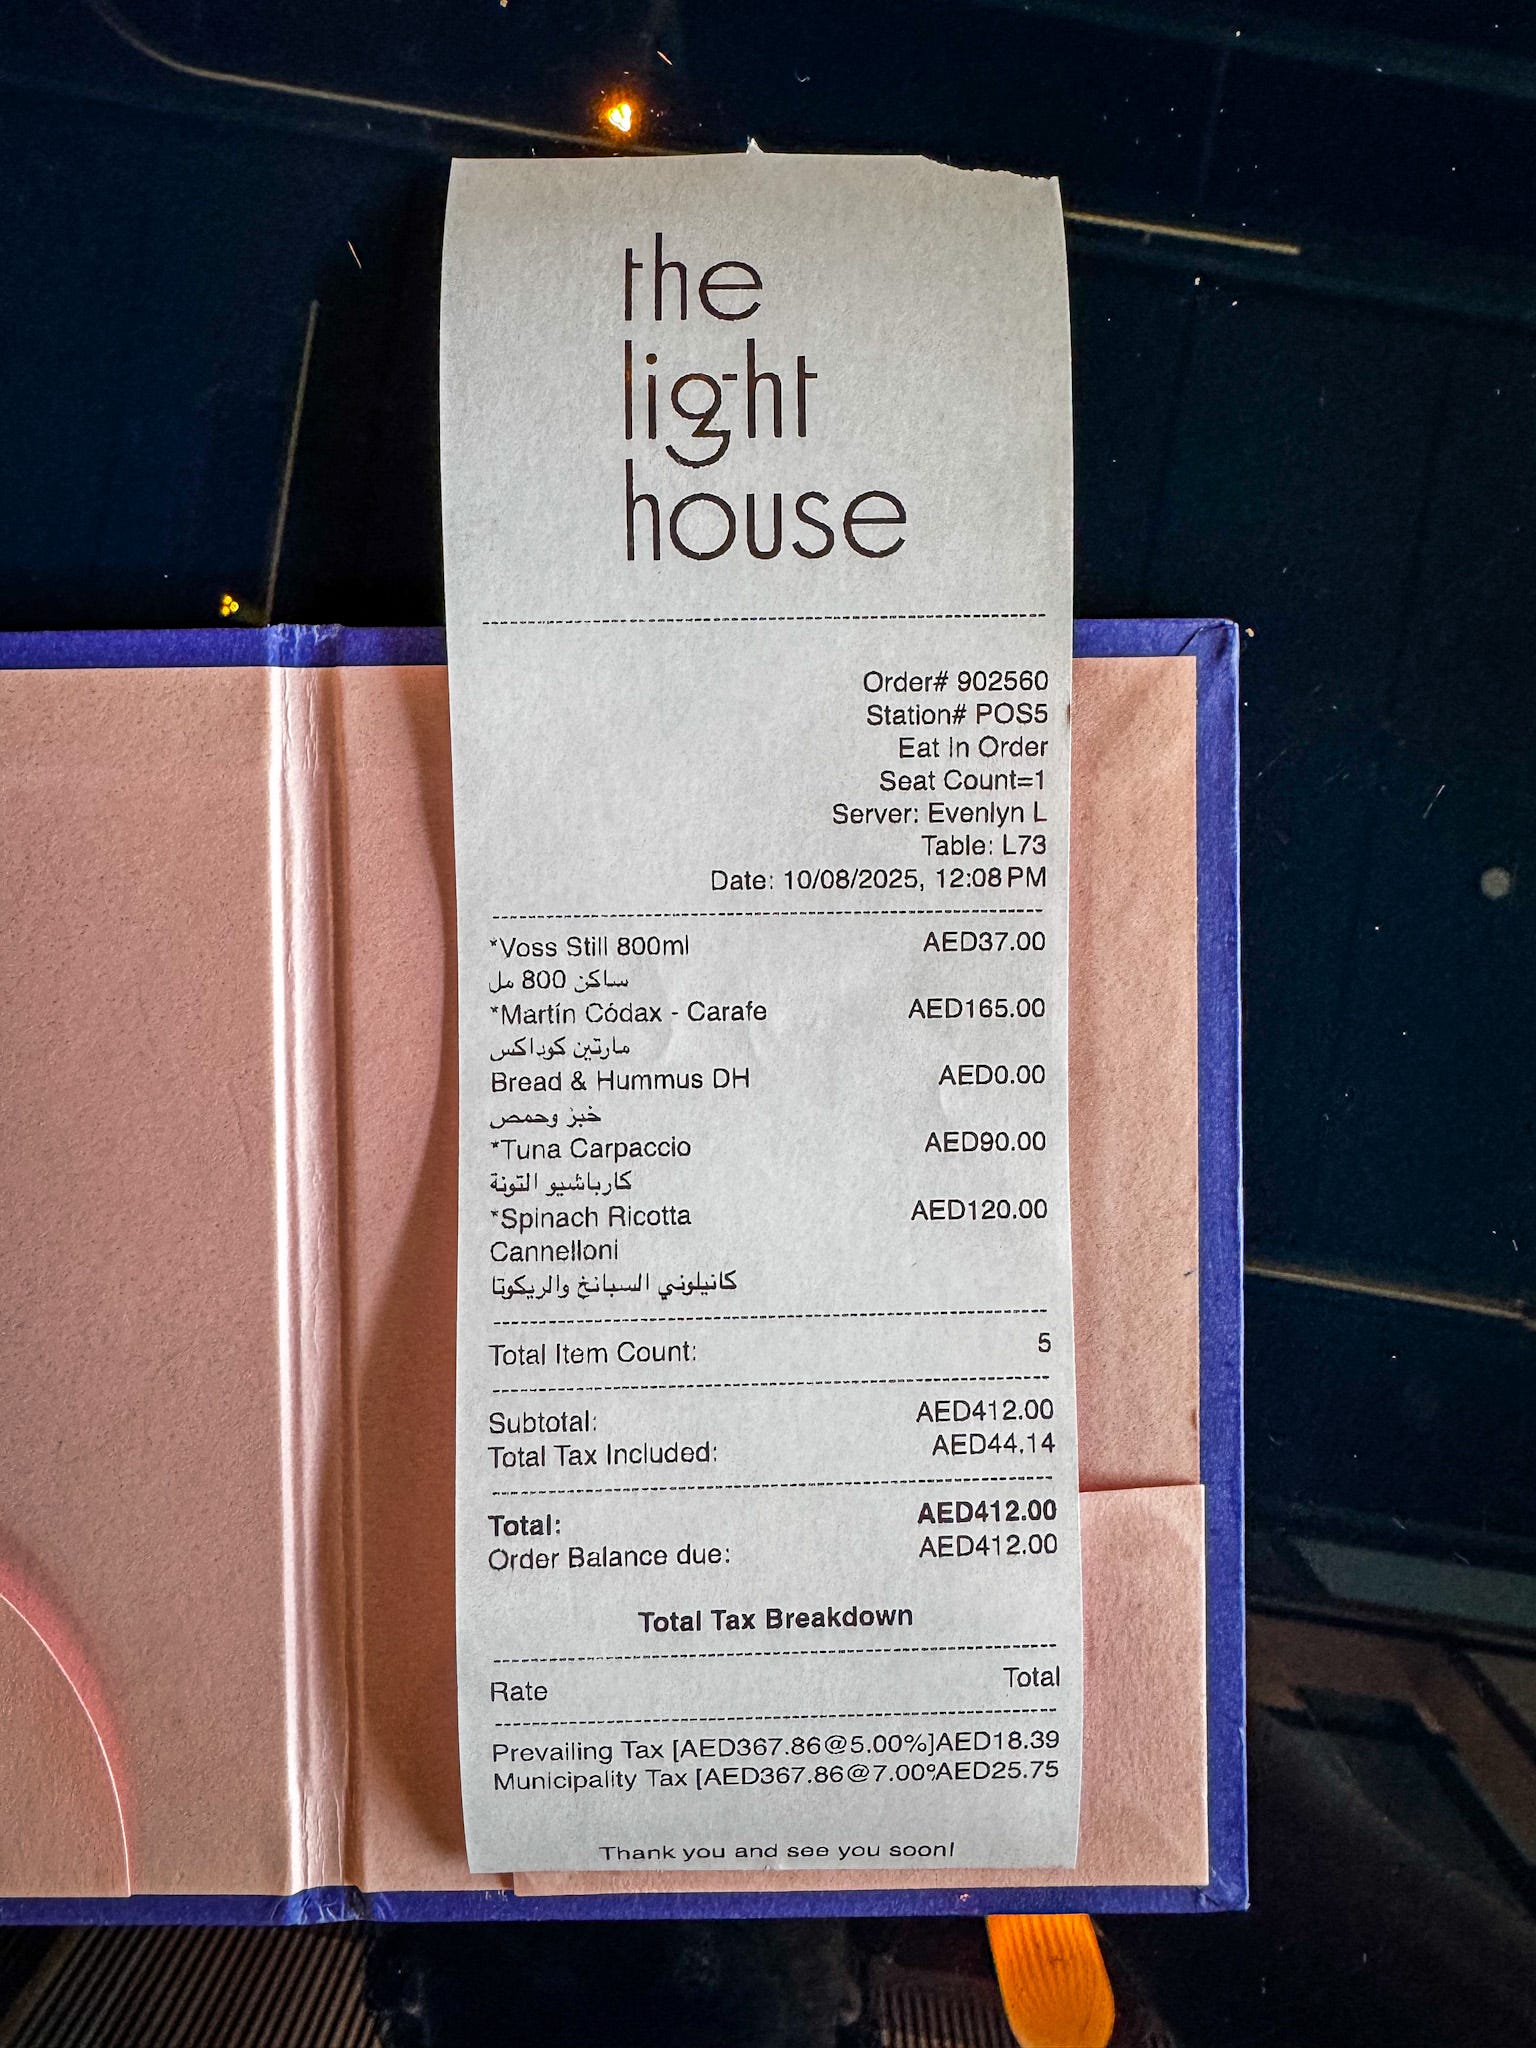 the
light
house
Order# 902560
Station# POS5
Eat In Order
Seat Count=1
Server: Evenlyn L
Table: L73
Date: 10/08/2025, 12:08 PM
*Voss Still 800ml AED37.00
ساكن 800 مل
*Martín Códax - Carafe AED165.00
مارتين كوداكس
Bread & Hummus DH AED0.00
خبز وحمص
*Tuna Carpaccio AED90.00
كارباشيو التونة
*Spinach Ricotta AED120.00
Cannelloni
كانيلوني السبانخ والريكوتا
Total Item Count: 5
Subtotal: AED412.00
Total Tax Included: AED44.14
Total: AED412.00
Order Balance due: AED412.00
Total Tax Breakdown
Rate Total
Prevailing Tax [AED367.86@5.00%]AED18.39
Municipality Tax [AED367.86@7.00%AED25.75
Thank you and see you soon!